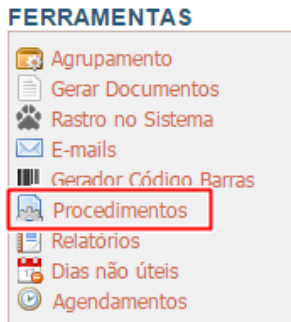 FERRAMENTAS
Agrupamento
Gerar Documentos
Rastro no Sistema
E-mails
Gerador Código Barras
Procedimentos
Relatórios
Dias não úteis
Agendamentos